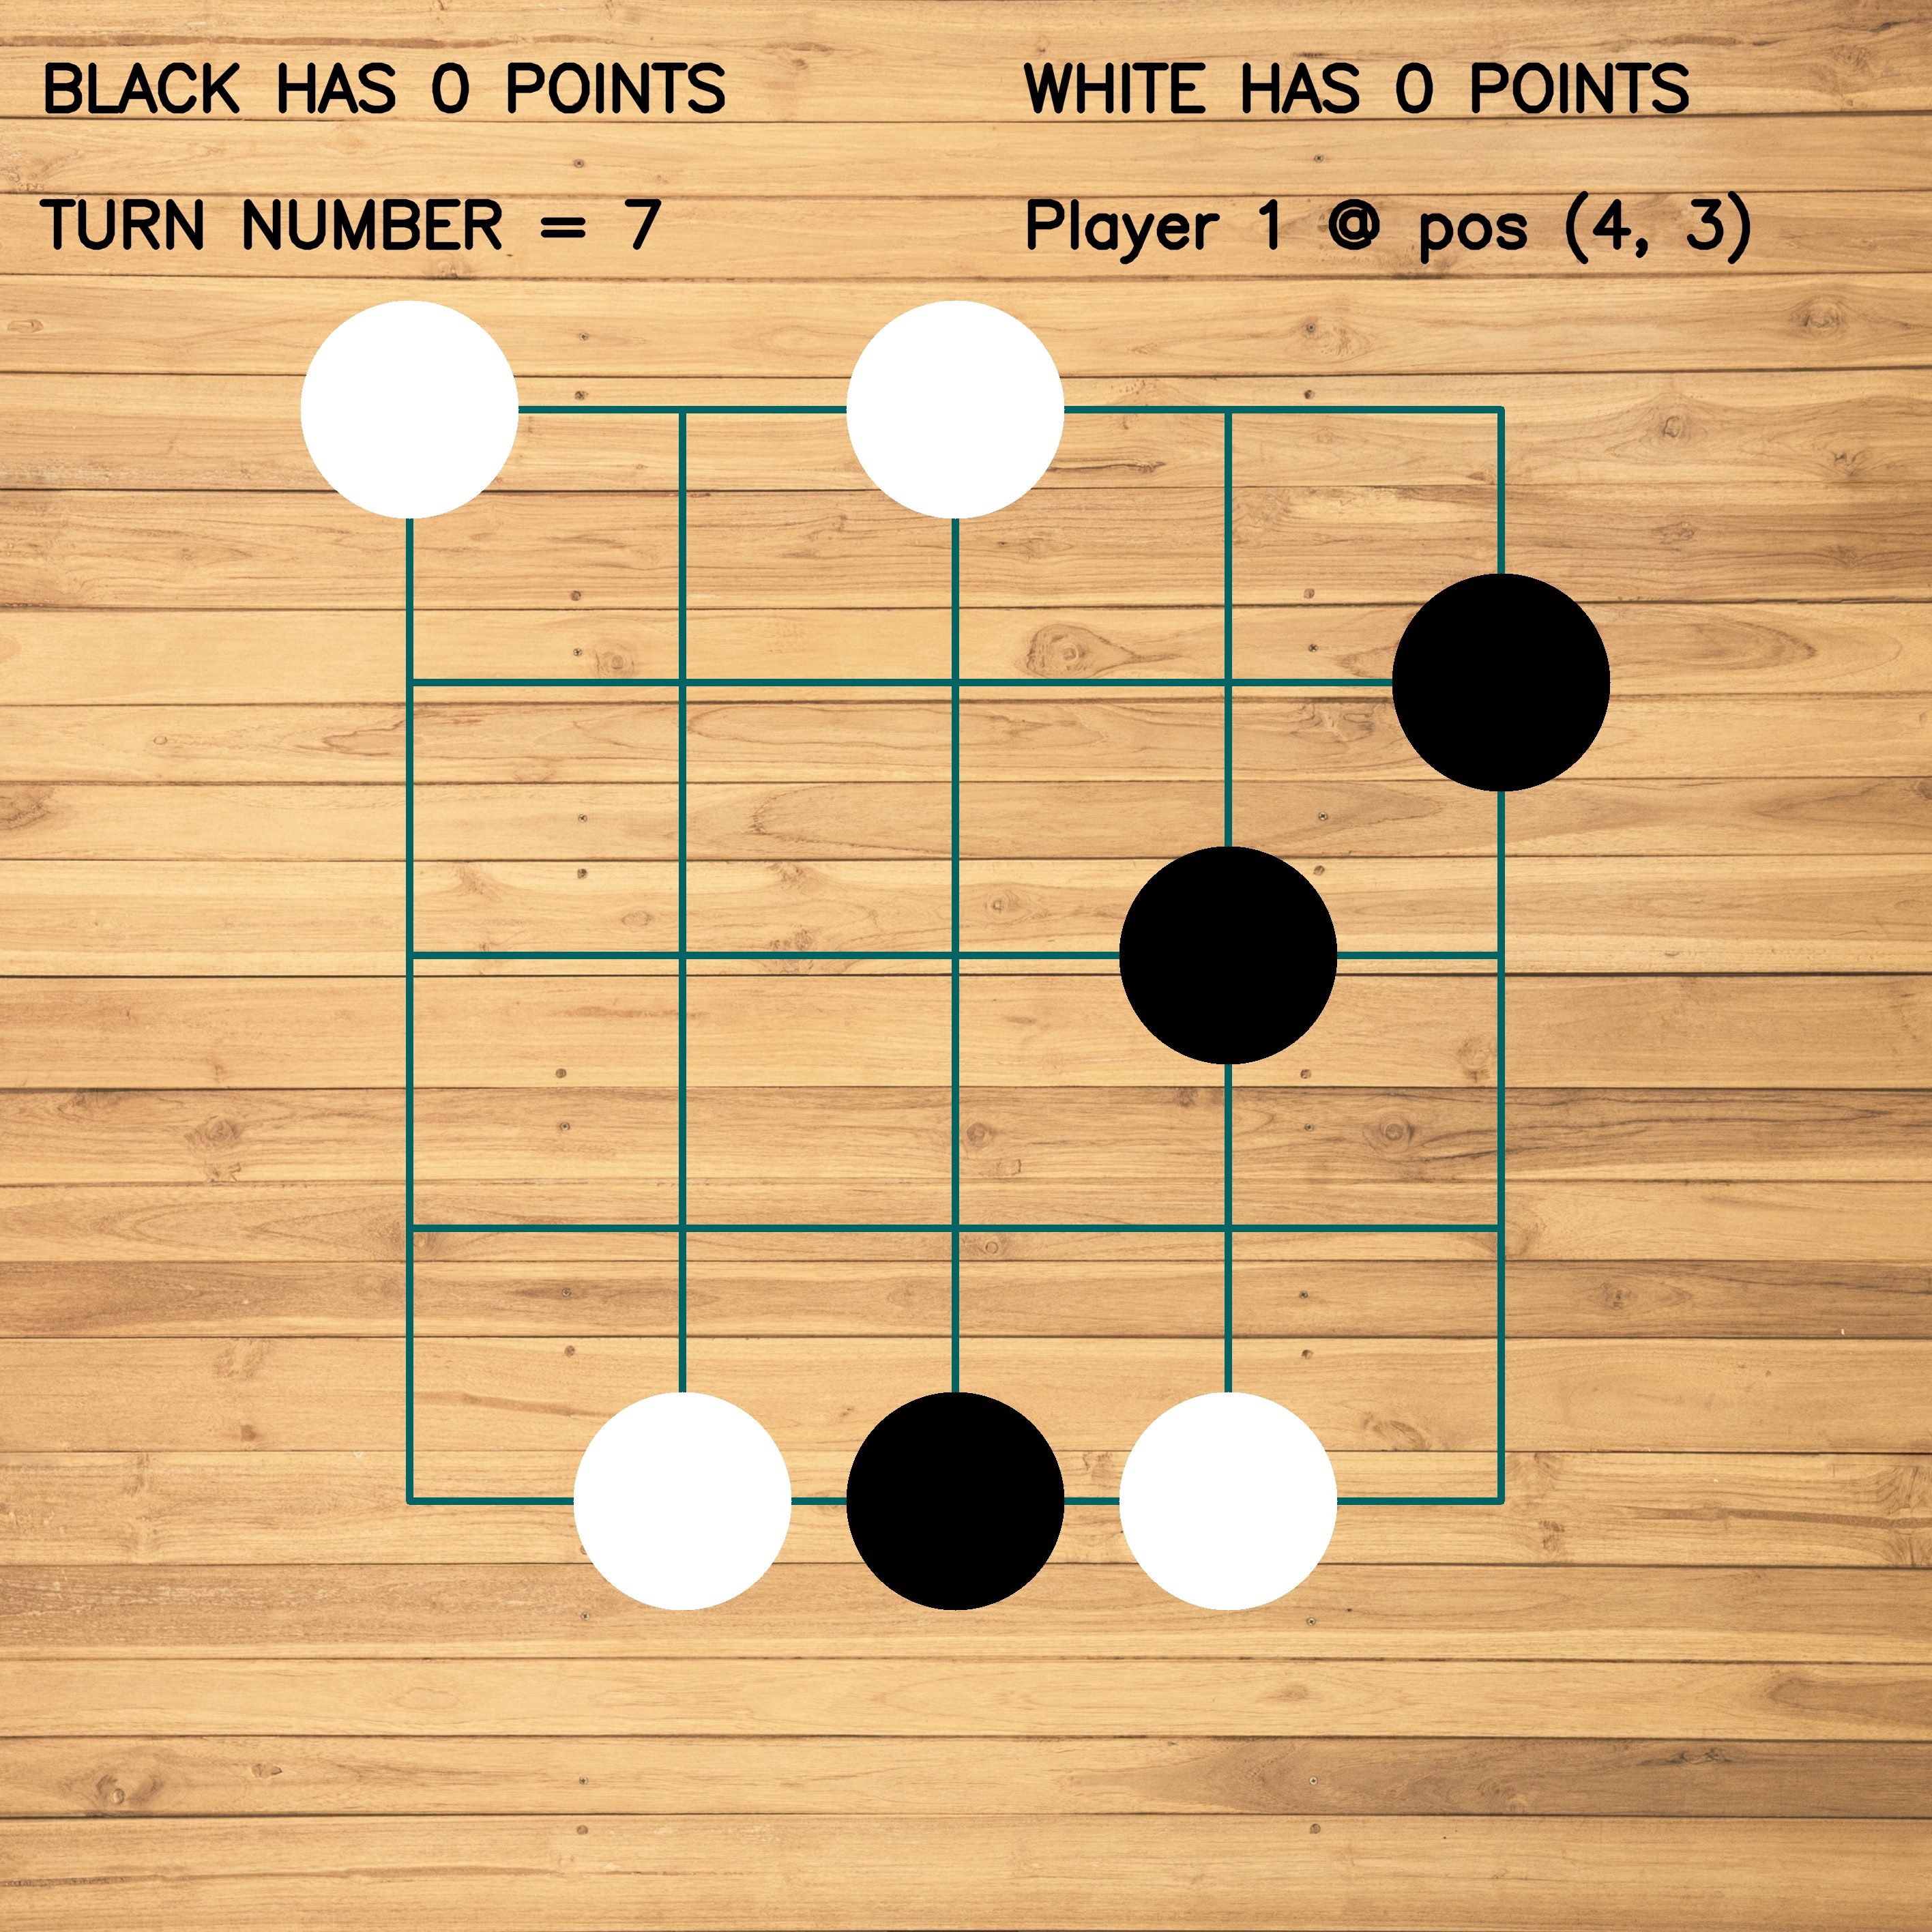 BLACK HAS 0 POINTS
WHITE HAS 0 POINTS
TURN NUMBER = 7
Player 1 @ pos (4, 3)